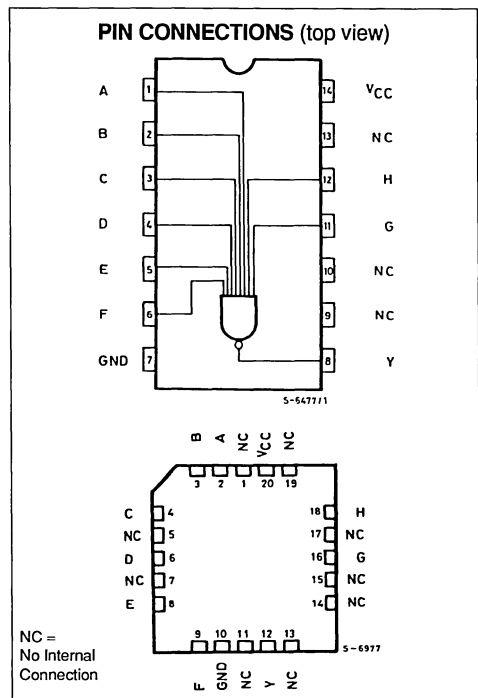 PIN CONNECTIONS (top view)
A 1 14 VCC
B 2 13 NC
C 3 12 H
D 4 11 G
E 5 10 NC
F 6 9 NC
GND 7 8 Y
S-6477/1
B A NC VCC NC
3 2 1 20 19
C 4 18 H
NC 5 17 NC
D 6 16 G
NC 7 15 NC
E 8 14 NC
9 10 11 12 13
F GND NC Y NC
S-6977
NC =
No Internal
Connection